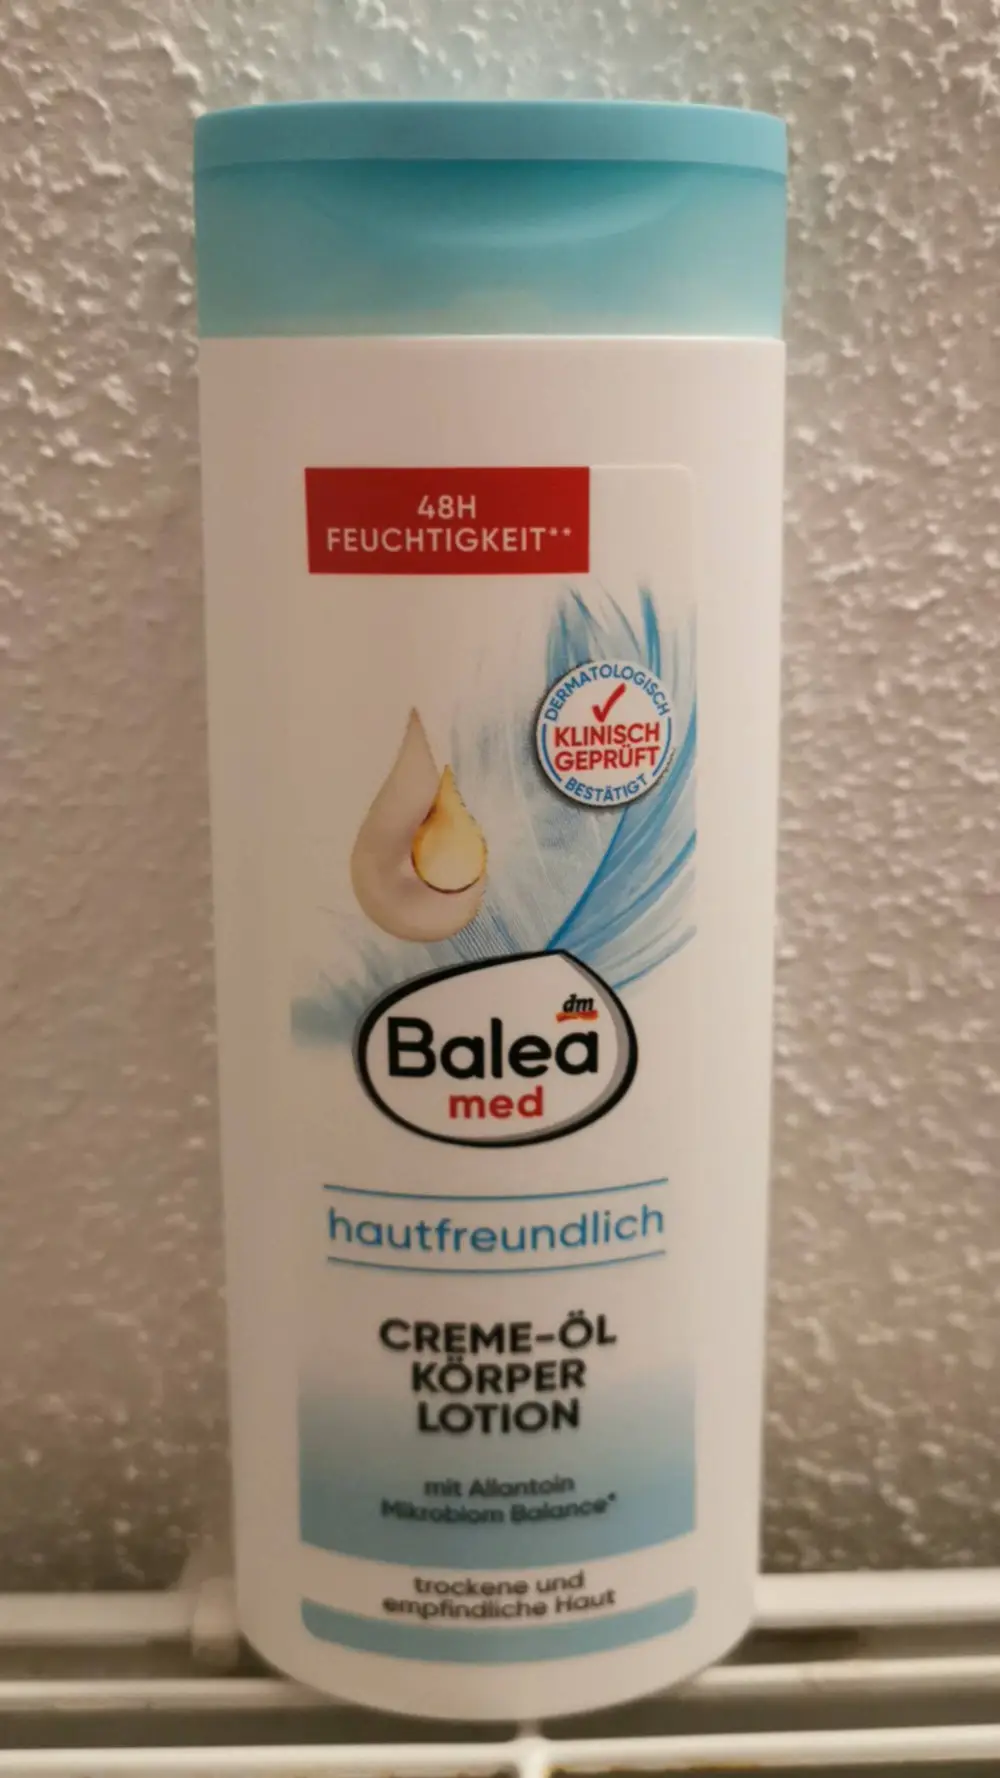 48H
FEUCHTIGKEIT**
DERMATOLOGISCH
KLINISCH
GEPRÜFT
BESTÄTIGT
dm
Balea
med
hautfreundlich
CREME-ÖL
KÖRPER
LOTION
mit Allantoin
Mikrobiom Balance*
trockene und
empfindliche Haut